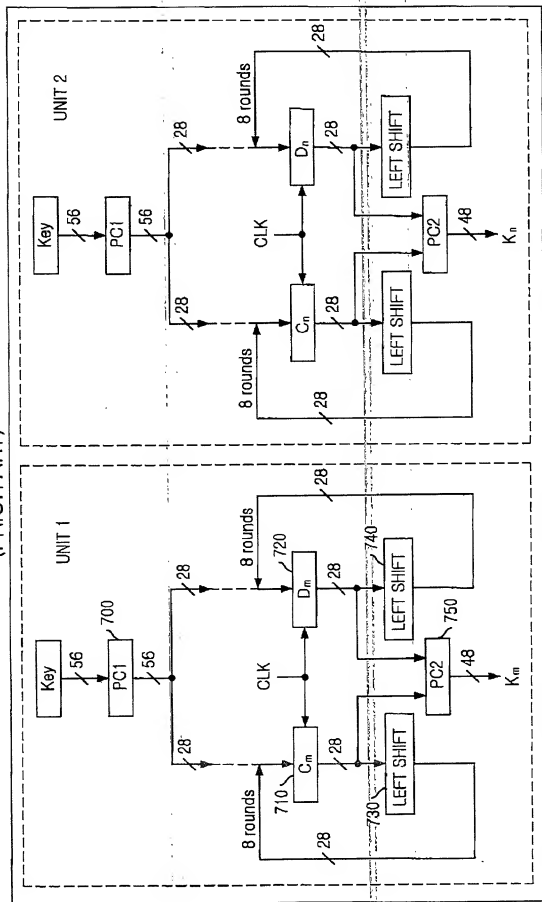 (PRIOR ART)
UNIT 1
Key
56
PC1
700
56
28
28
8 rounds
8 rounds
710
Cm
CLK
Dm
720
28
28
730
LEFT SHIFT
LEFT SHIFT
740
28
28
PC2
750
48
Km
UNIT 2
Key
56
PC1
56
28
28
8 rounds
8 rounds
Cn
CLK
Dn
28
28
LEFT SHIFT
LEFT SHIFT
28
28
PC2
48
Kn